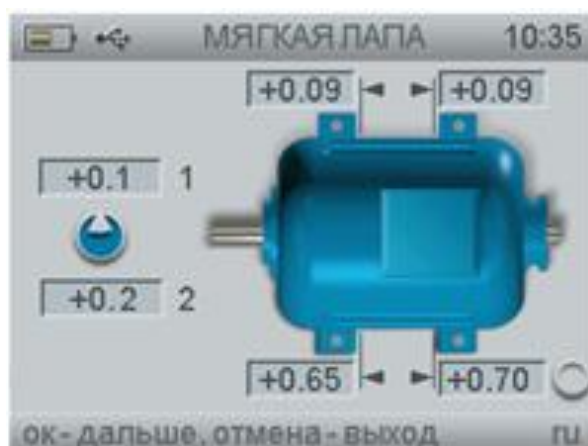 МЯГКАЯ ЛАПА 10:35
+0.09 +0.09
+0.1 1
+0.2 2
+0.65 +0.70
ок- дальше, отмена - выход ru